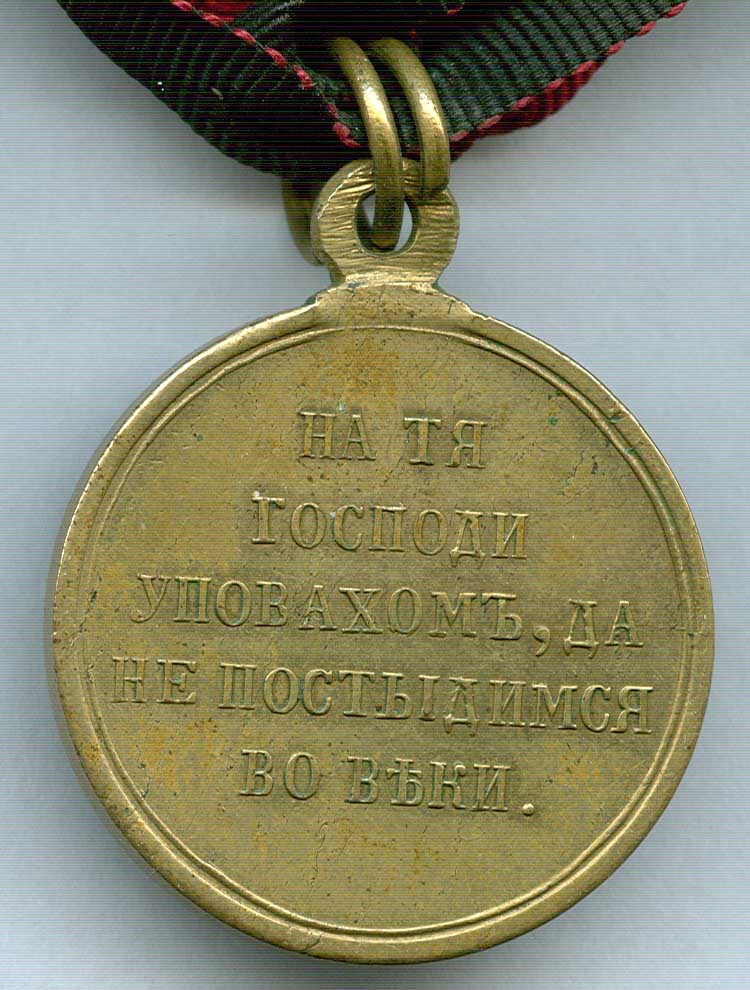 НА ТЯ
ГОСПОДИ
УПОВАХОМЪ, ДА
НЕ ПОСТЫДИМСЯ
ВО ВѢКИ.